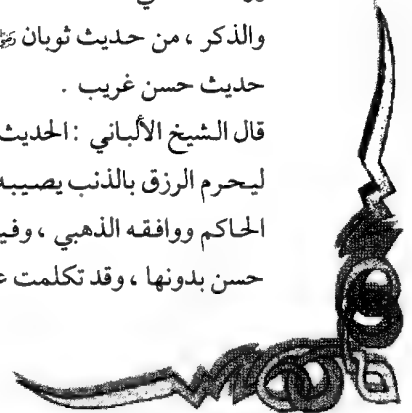 والذكر ، من حديث ثوبان
حديث حسن غريب .
قال الشيخ الألباني : الحديث
ليحرم الرزق بالذنب يصيبه
الحاكم ووافقه الذهبي ، وفي
حسن بدونها ، وقد تكلمت